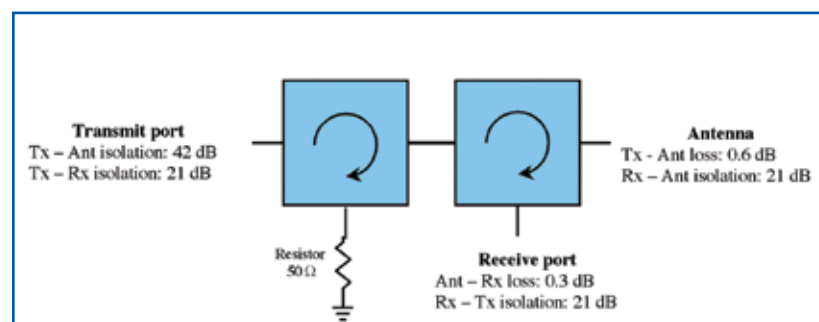 Transmit port
Tx – Ant isolation: 42 dB
Tx – Rx isolation: 21 dB
Resistor
50 Ω
Receive port
Ant – Rx loss: 0.3 dB
Rx – Tx isolation: 21 dB
Antenna
Tx - Ant loss: 0.6 dB
Rx – Ant isolation: 21 dB